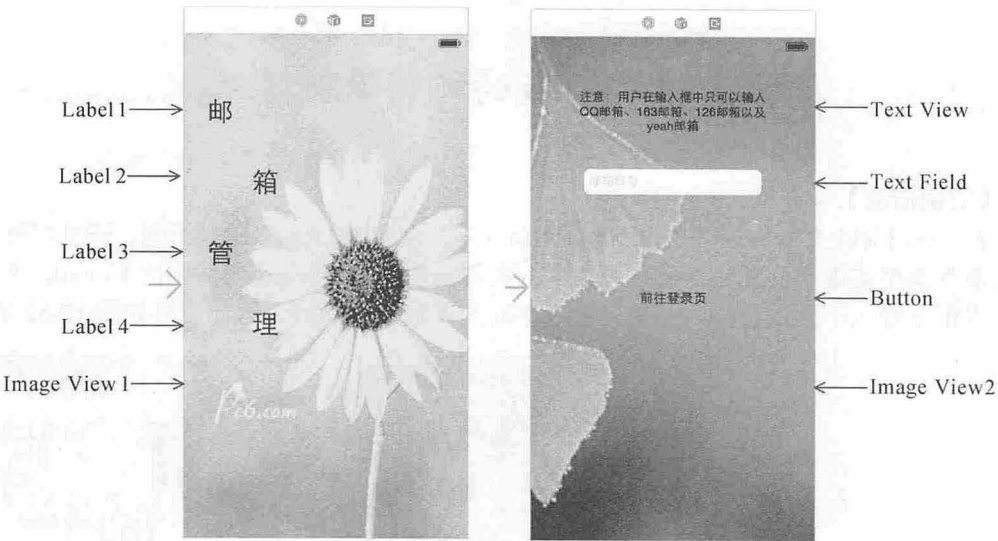 Label 1
Label 2
Label 3
Label 4
Image View 1
邮
箱
管
理
Pc6.com
注意：用户在输入框中只可以输入
QQ邮箱、163邮箱、126邮箱以及
yeah邮箱
前往登录页
Text View
Text Field
Button
Image View2